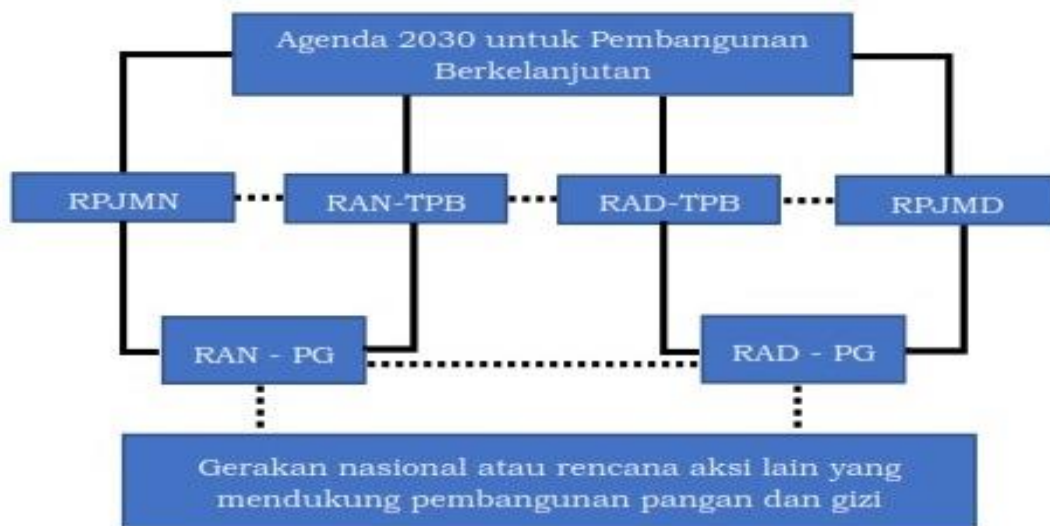 Agenda 2030 untuk Pembangunan
Berkelanjutan
RPJMN
RAN-TPB
RAD-TPB
RPJMD
RAN - PG
RAD - PG
Gerakan nasional atau rencana aksi lain yang
mendukung pembangunan pangan dan gizi